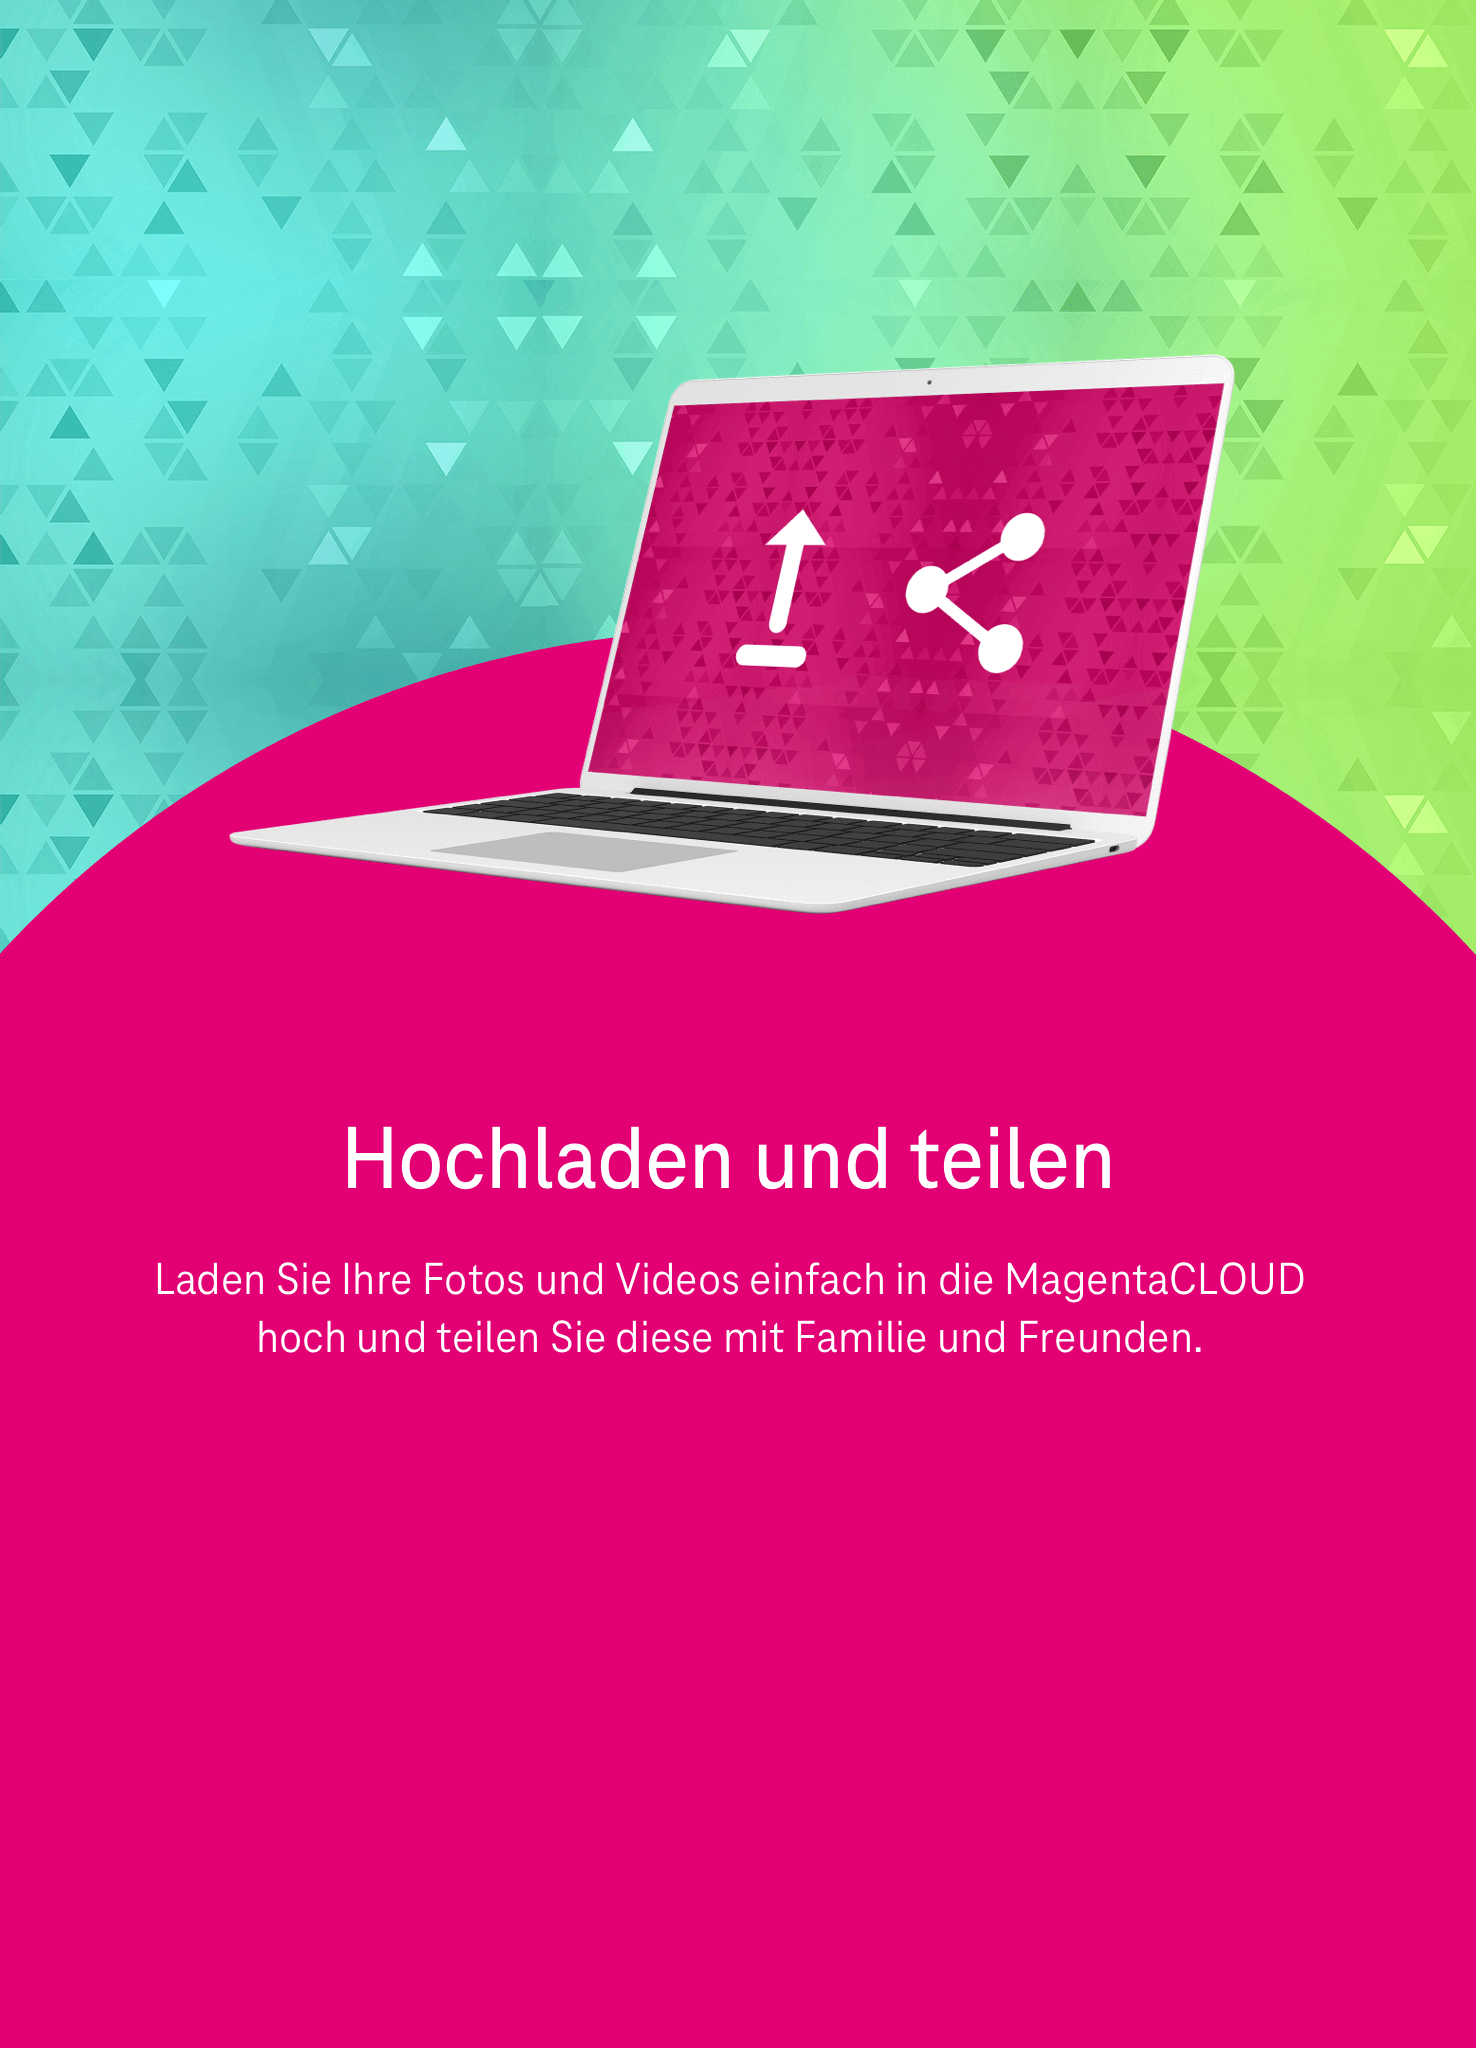 Hochladen und teilen
Laden Sie Ihre Fotos und Videos einfach in die MagentaCLOUD
hoch und teilen Sie diese mit Familie und Freunden.